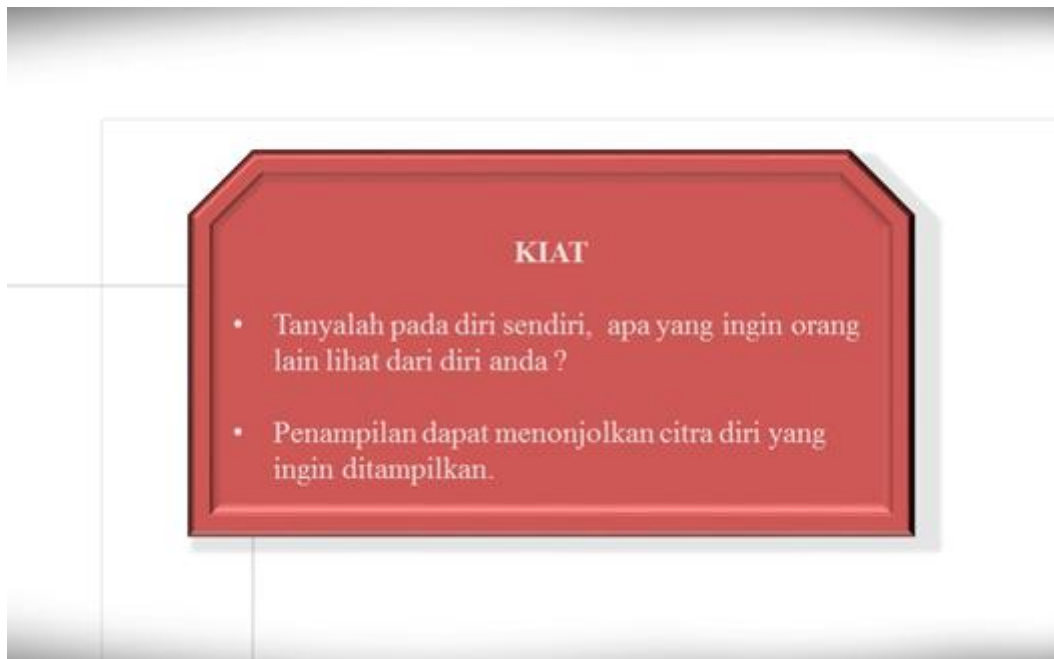 KIAT
• Tanyalah pada diri sendiri,  apa yang ingin orang
lain lihat dari diri anda ?
• Penampilan dapat menonjolkan citra diri yang
ingin ditampilkan.